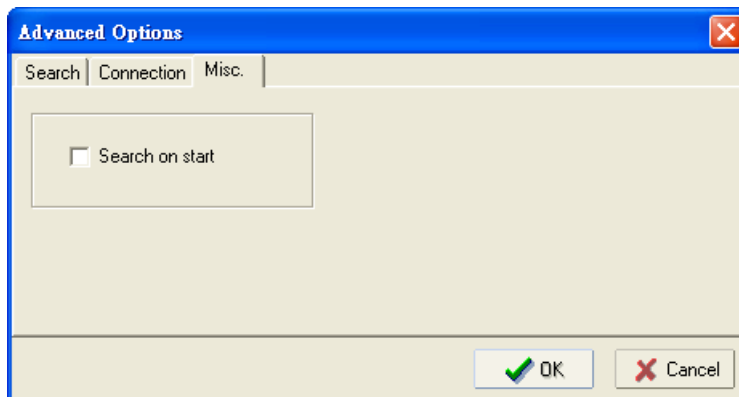 Advanced Options
Search Connection Misc.
Search on start
OK Cancel